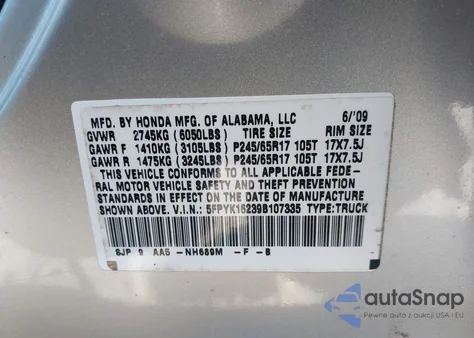 MFD. BY HONDA MFG. OF ALABAMA, LLC 6/'09
GVWR 2745KG (6050LBS) TIRE SIZE RIM SIZE
GAWR F 1410KG (3105LBS) P245/65R17 105T 17X7.5J
GAWR R 1475KG (3245LBS) P245/65R17 105T 17X7.5J
THIS VEHICLE CONFORMS TO ALL APPLICABLE FEDE-
RAL MOTOR VEHICLE SAFETY AND THEFT PREVENTION
STANDARDS IN EFFECT ON THE DATE OF MANUFACTURE
SHOWN ABOVE. V.I.N.: 5FPYK16239B107335 TYPE:TRUCK
SJP 9 AA5 -NH689M -F -B
autoSnap
Pewne auto z aukcji USA i EU